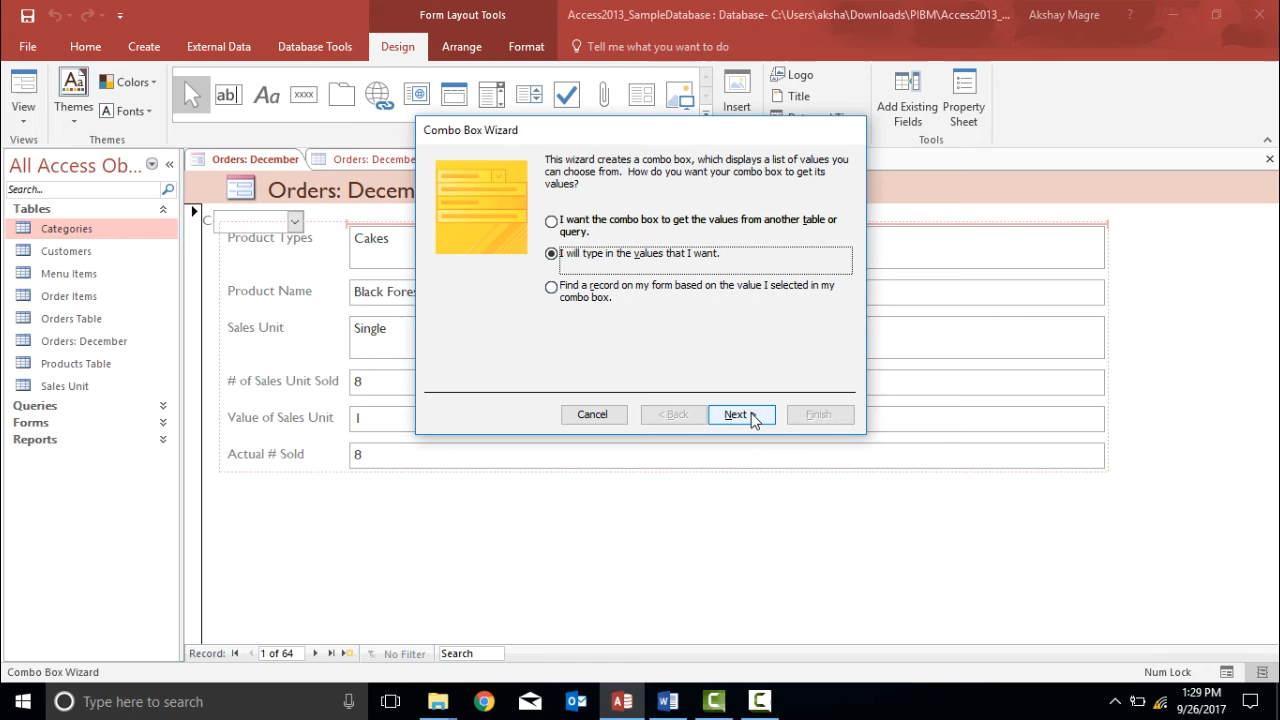 Form Layout Tools
Access2013_SampleDatabase : Database- C:\Users\aksha\Downloads\PIBM\Access2013_...
Akshay Magre
?
File
Home
Create
External Data
Database Tools
Design
Arrange
Format
Tell me what you want to do
View
Themes
Aa
Colors
Fonts
ab|
Aa
xxxx
Insert
Logo
Title
Add Existing
Fields
Property
Sheet
Views
Themes
Tools
All Access Ob...
Search...
Tables
Categories
Customers
Menu Items
Order Items
Orders Table
Orders: December
Products Table
Sales Unit
Queries
Forms
Reports
Orders: December
Orders: Decembe
Orders: Decem
C
Product Types
Cakes
Product Name
Black Fores
Sales Unit
Single
# of Sales Unit Sold
8
Value of Sales Unit
1
Actual # Sold
8
Combo Box Wizard
This wizard creates a combo box, which displays a list of values you
can choose from. How do you want your combo box to get its
values?
I want the combo box to get the values from another table or
query.
I will type in the values that I want.
Find a record on my form based on the value I selected in my
combo box.
Cancel
< Back
Next >
Finish
Record:
1 of 64
No Filter
Search
Combo Box Wizard
Num Lock
Type here to search
1:29 PM
9/26/2017